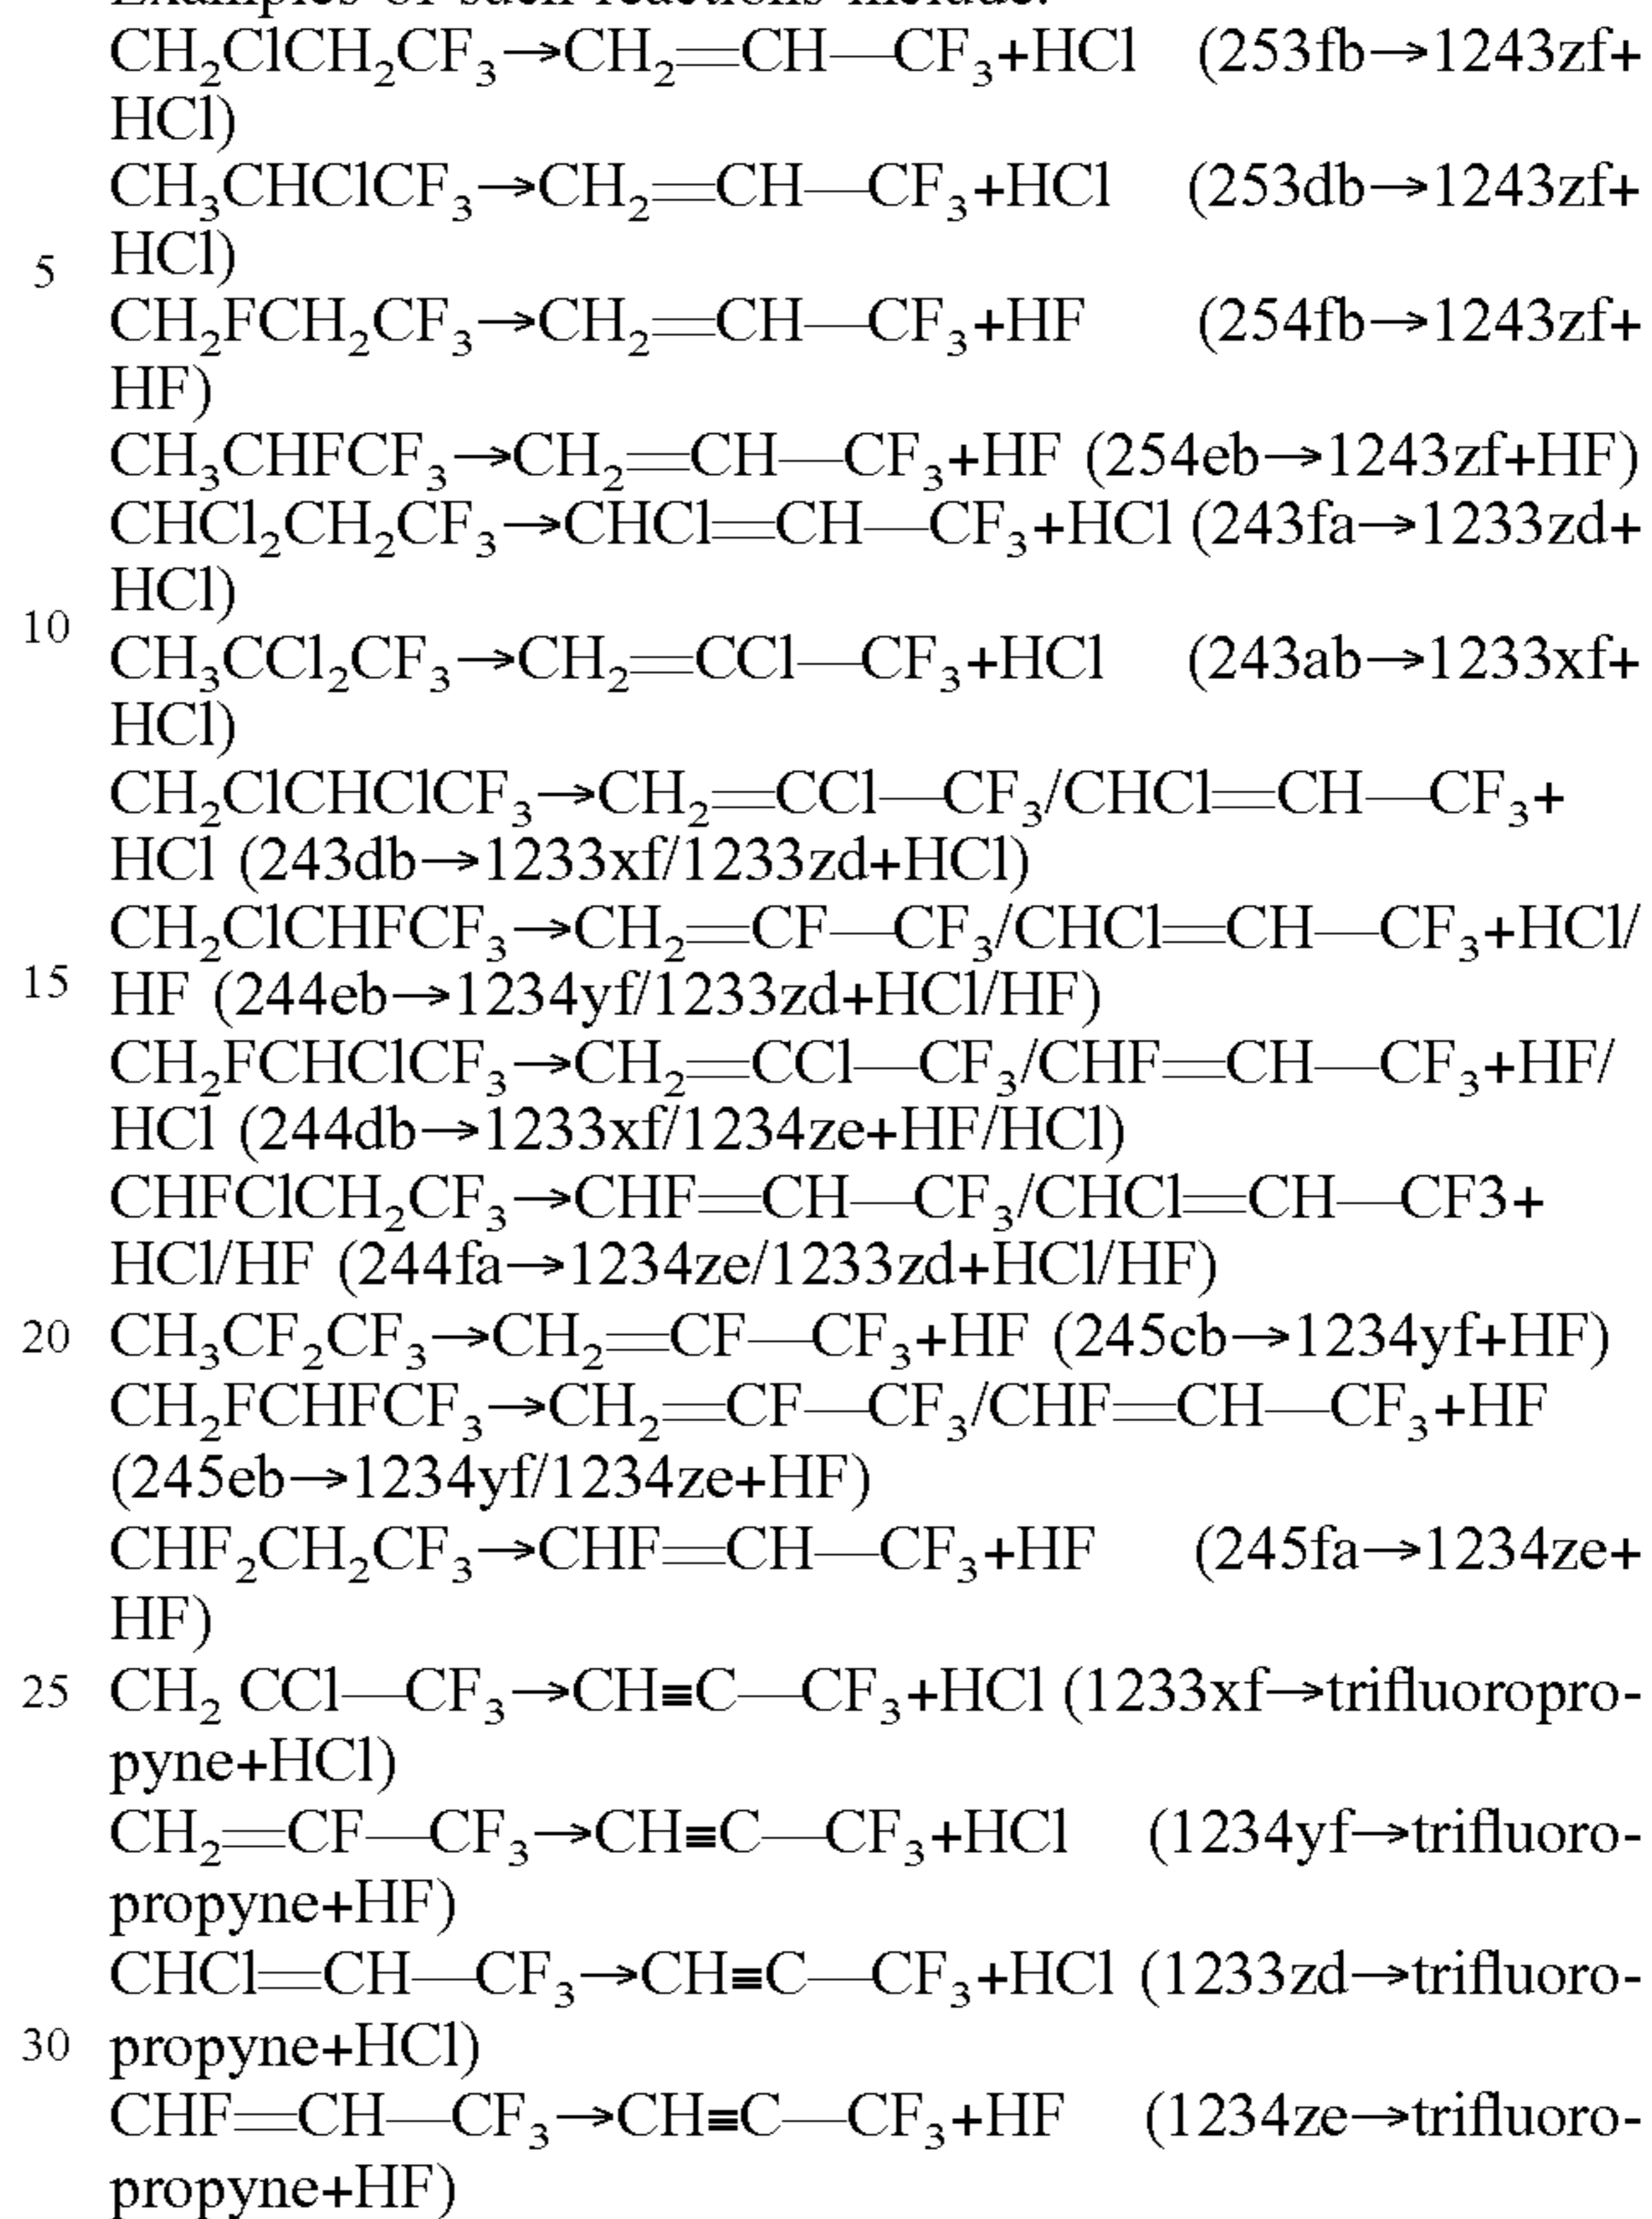 Examples of such reactions include:
CH₂ClCH₂CF₃→CH₂═CH—CF₃+HCl (253fb→1243zf+
HCl)
CH₃CHClCF₃→CH₂═CH—CF₃+HCl (253db→1243zf+
5 HCl)
CH₂FCH₂CF₃→CH₂═CH—CF₃+HF (254fb→1243zf+
HF)
CH₃CHFCF₃→CH₂═CH—CF₃+HF (254eb→1243zf+HF)
CHCl₂CH₂CF₃→CHCl═CH—CF₃+HCl (243fa→1233zd+
HCl)
10
CH₃CCl₂CF₃→CH₂═CCl—CF₃+HCl (243ab→1233xf+
HCl)
CH₂ClCHClCF₃→CH₂═CCl—CF₃/CHCl═CH—CF₃+
HCl (243db→1233xf/1233zd+HCl)
CH₂ClCHFCF₃→CH₂═CF—CF₃/CHCl═CH—CF₃+HCl/
15 HF (244eb→1234yf/1233zd+HCl/HF)
CH₂FCHClCF₃→CH₂═CCl—CF₃/CHF═CH—CF₃+HF/
HCl (244db→1233xf/1234ze+HF/HCl)
CHFClCH₂CF₃→CHF═CH—CF₃/CHCl═CH—CF3+
HCl/HF (244fa→1234ze/1233zd+HCl/HF)
20 CH₃CF₂CF₃→CH₂═CF—CF₃+HF (245cb→1234yf+HF)
CH₂FCHFCF₃→CH₂═CF—CF₃/CHF═CH—CF₃+HF
(245eb→1234yf/1234ze+HF)
CHF₂CH₂CF₃→CHF═CH—CF₃+HF (245fa→1234ze+
HF)
25 CH₂ CCl—CF₃→CH≡C—CF₃+HCl (1233xf→trifluoropro-
pyne+HCl)
CH₂═CF—CF₃→CH≡C—CF₃+HCl (1234yf→trifluoro-
propyne+HF)
CHCl═CH—CF₃→CH≡C—CF₃+HCl (1233zd→trifluoro-
30 propyne+HCl)
CHF═CH—CF₃→CH≡C—CF₃+HF (1234ze→trifluoro-
propyne+HF)